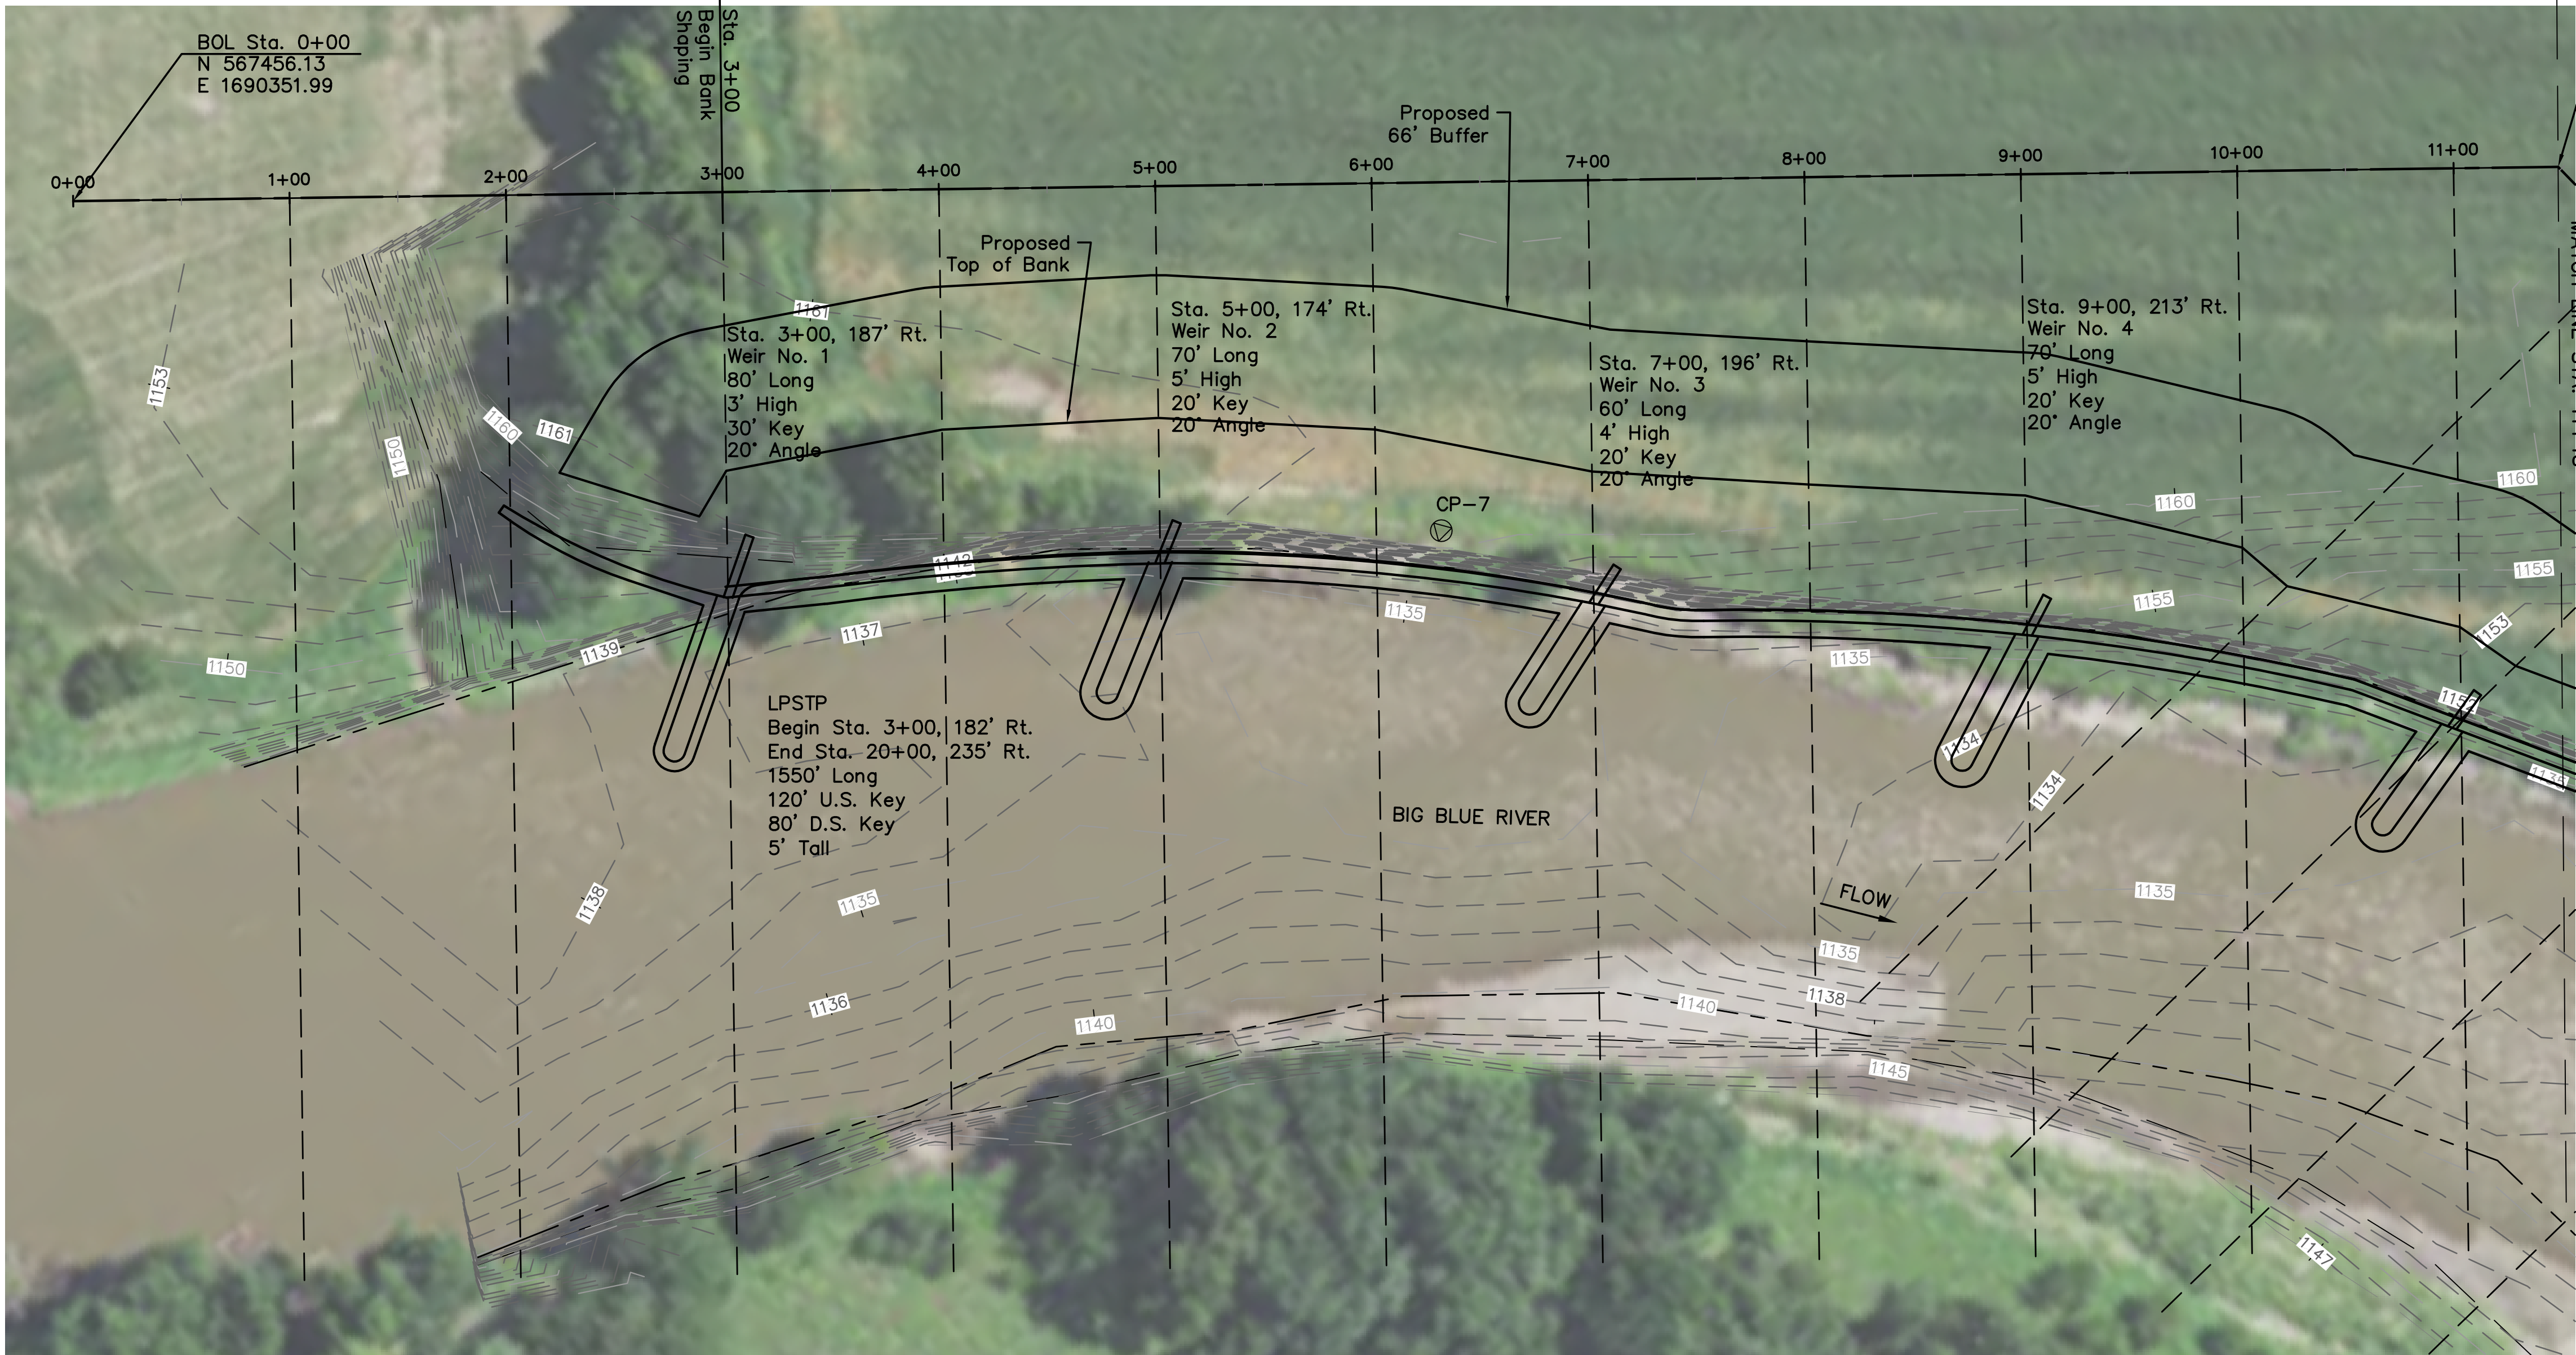 BOL Sta. 0+00
N 567456.13
E 1690351.99
Sta. 3+00
Begin Bank
Shaping
Proposed
66' Buffer
0+00
1+00
2+00
3+00
4+00
5+00
6+00
7+00
8+00
9+00
10+00
11+00
Proposed
Top of Bank
Sta. 3+00, 187' Rt.
Weir No. 1
80' Long
3' High
30' Key
20° Angle
Sta. 5+00, 174' Rt.
Weir No. 2
70' Long
5' High
20' Key
20° Angle
Sta. 7+00, 196' Rt.
Weir No. 3
60' Long
4' High
20' Key
20° Angle
Sta. 9+00, 213' Rt.
Weir No. 4
70' Long
5' High
20' Key
20° Angle
1161
1153
1150
1160
1161
CP-7
1160
1160
1142
1155
1155
1153
1150
1139
1137
1135
1135
1134
1134
1135
LPSTP
Begin Sta. 3+00, 182' Rt.
End Sta. 20+00, 235' Rt.
1550' Long
120' U.S. Key
80' D.S. Key
5' Tall
BIG BLUE RIVER
FLOW
1138
1135
1135
1135
1136
1140
1140
1138
1145
1147